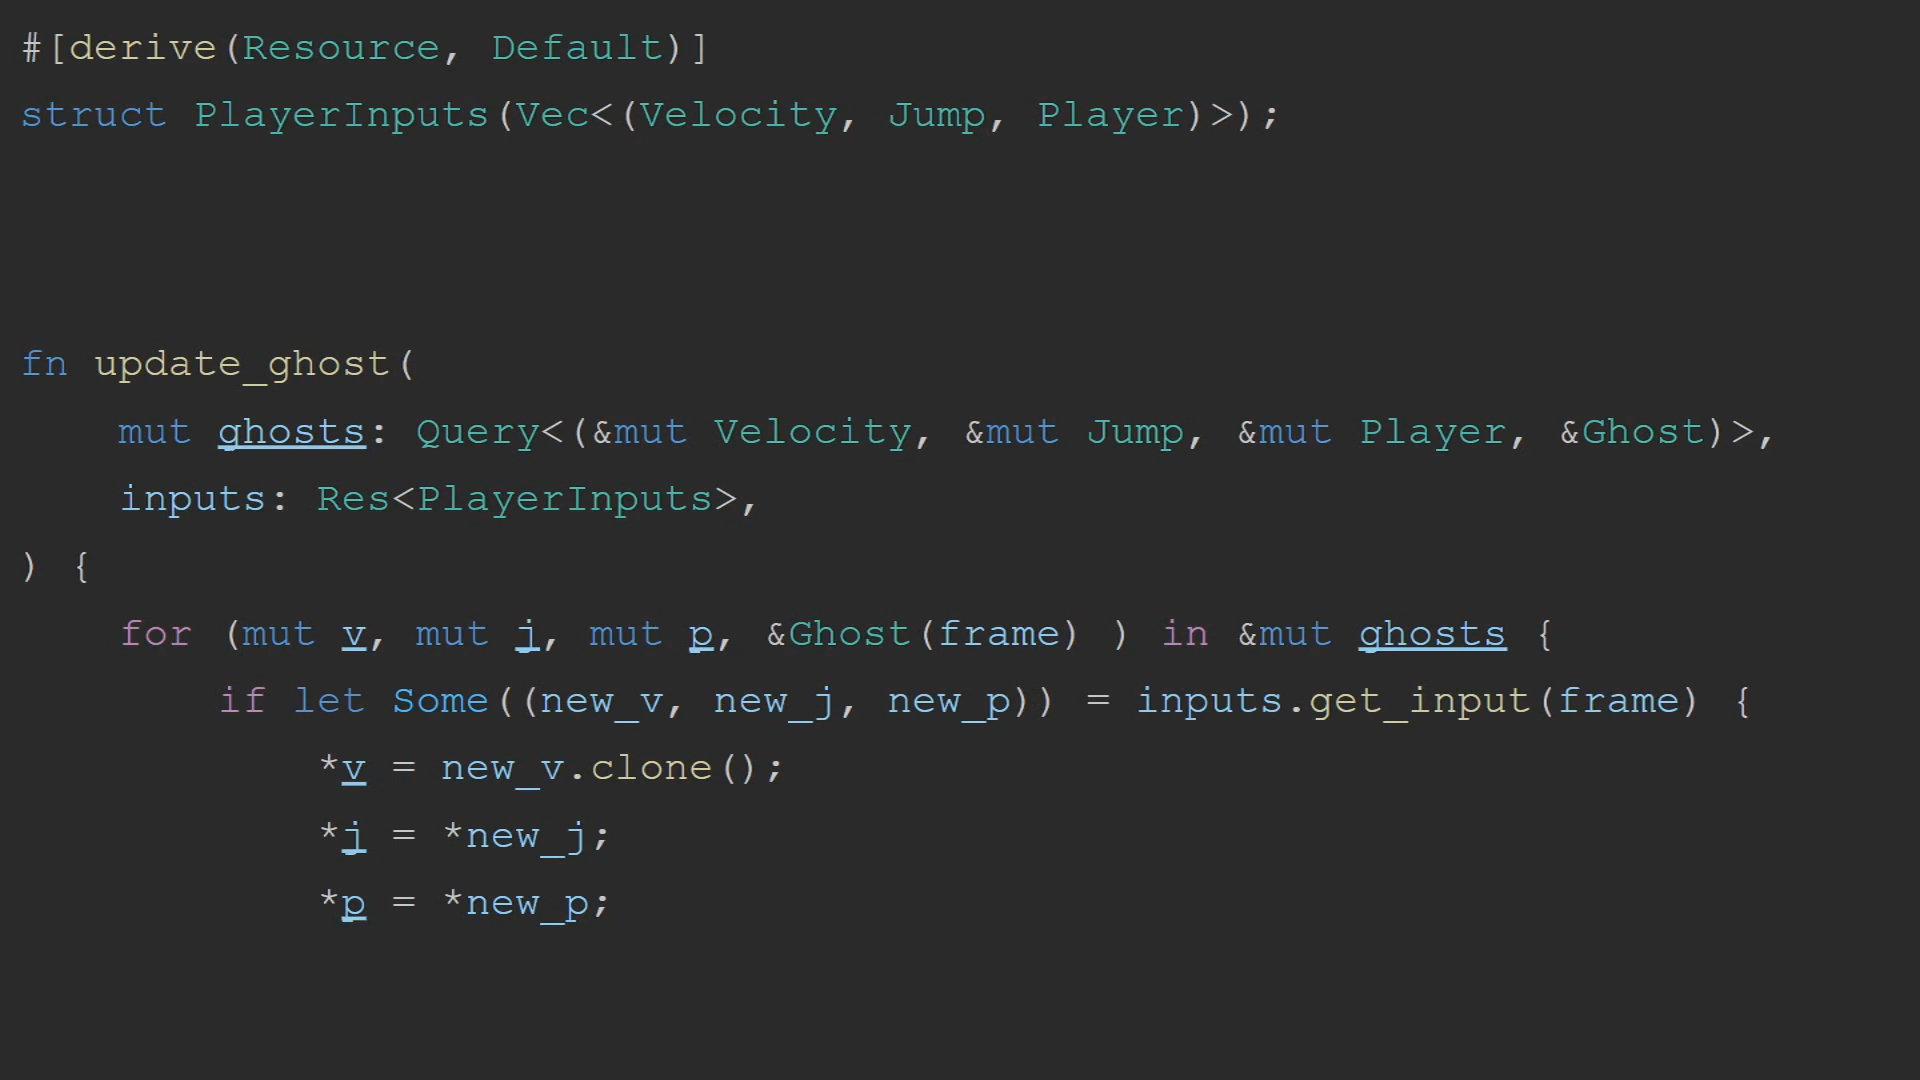 #[derive(Resource, Default)]
struct PlayerInputs(Vec<(Velocity, Jump, Player)>);
fn update_ghost(
    mut ghosts: Query<(&mut Velocity, &mut Jump, &mut Player, &Ghost)>,
    inputs: Res<PlayerInputs>,
) {
    for (mut v, mut j, mut p, &Ghost(frame) ) in &mut ghosts {
        if let Some((new_v, new_j, new_p)) = inputs.get_input(frame) {
            *v = new_v.clone();
            *j = *new_j;
            *p = *new_p;